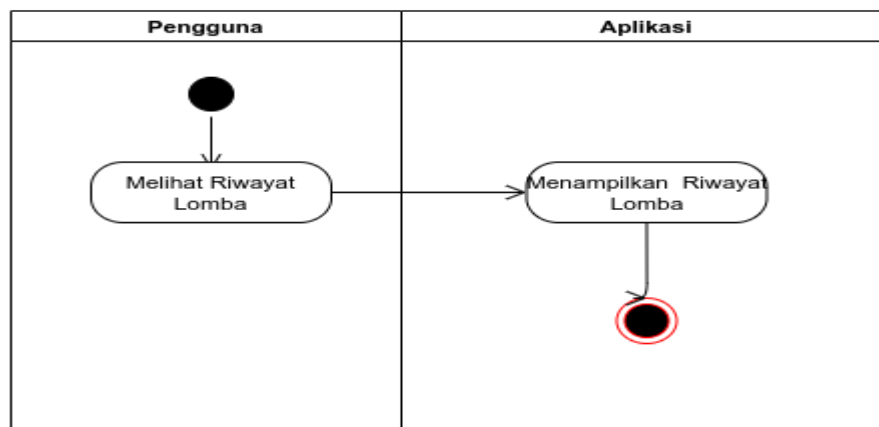 Pengguna
Aplikasi
Melihat Riwayat
Lomba
Menampilkan  Riwayat
Lomba